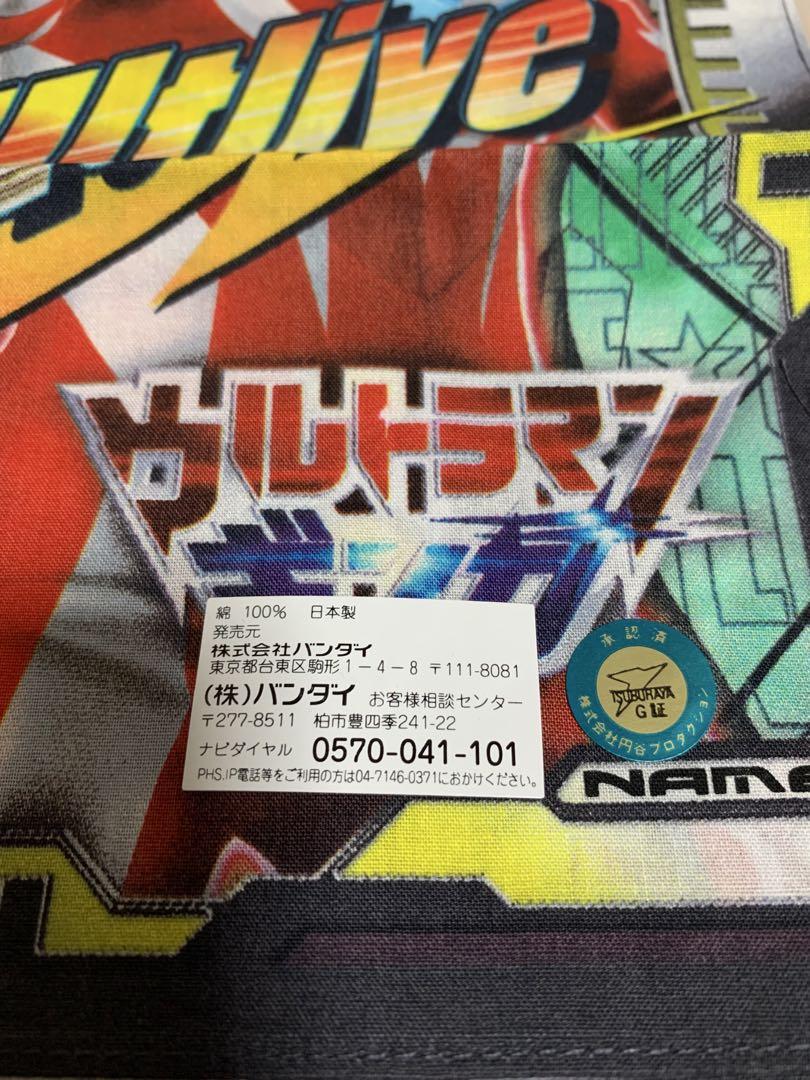 Ultlive
ウルトラマン
ギンガ
綿 100% 日本製
発売元
株式会社バンダイ
東京都台東区駒形1-4-8 〒111-8081
(株)バンダイ お客様相談センター
〒277-8511 柏市豊四季241-22
ナビダイヤル 0570-041-101
PHS,IP電話等をご利用の方は04-7146-0371におかけください。
承認済
TSUBURAYA
G 証
株式会社円谷プロダクション
NAME